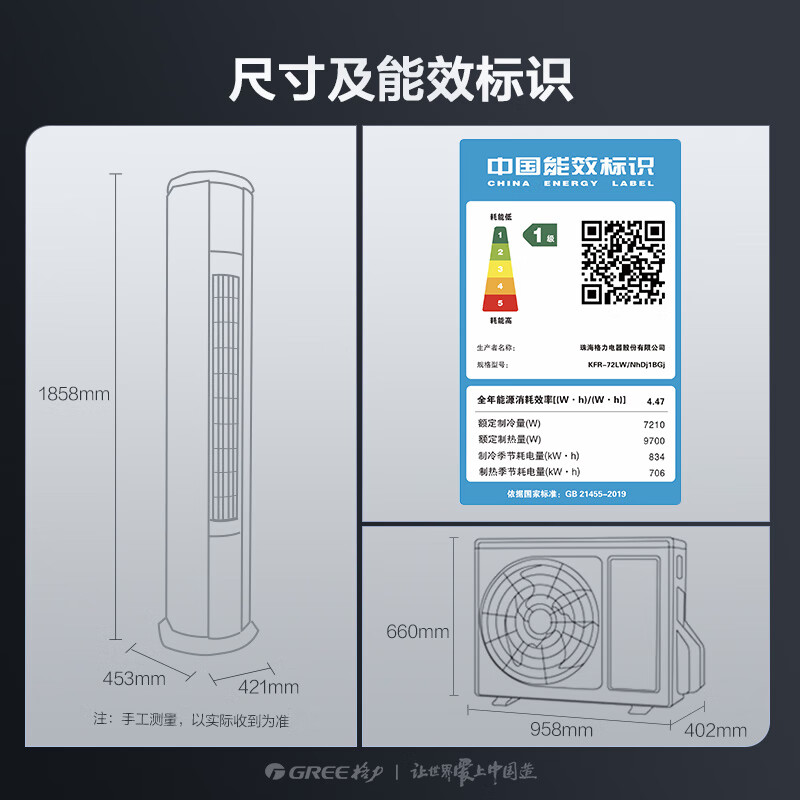 尺寸及能效标识
1858mm
453mm
421mm
注：手工测量，以实际收到为准
中国能效标识
CHINA ENERGY LABEL
耗能低
1
2
3
4
5
耗能高
1级
生产者名称：
珠海格力电器股份有限公司
规格型号：
KFR-72LW/NhDj1BGj
全年能源消耗效率[(W·h)/(W·h)] 4.47
额定制冷量(W) 7210
额定制热量(W) 9700
制冷季节耗电量(kW·h) 834
制热季节耗电量(kW·h) 706
依据国家标准：GB 21455-2019
660mm
958mm
402mm
GREE格力 | 让世界爱上中国造